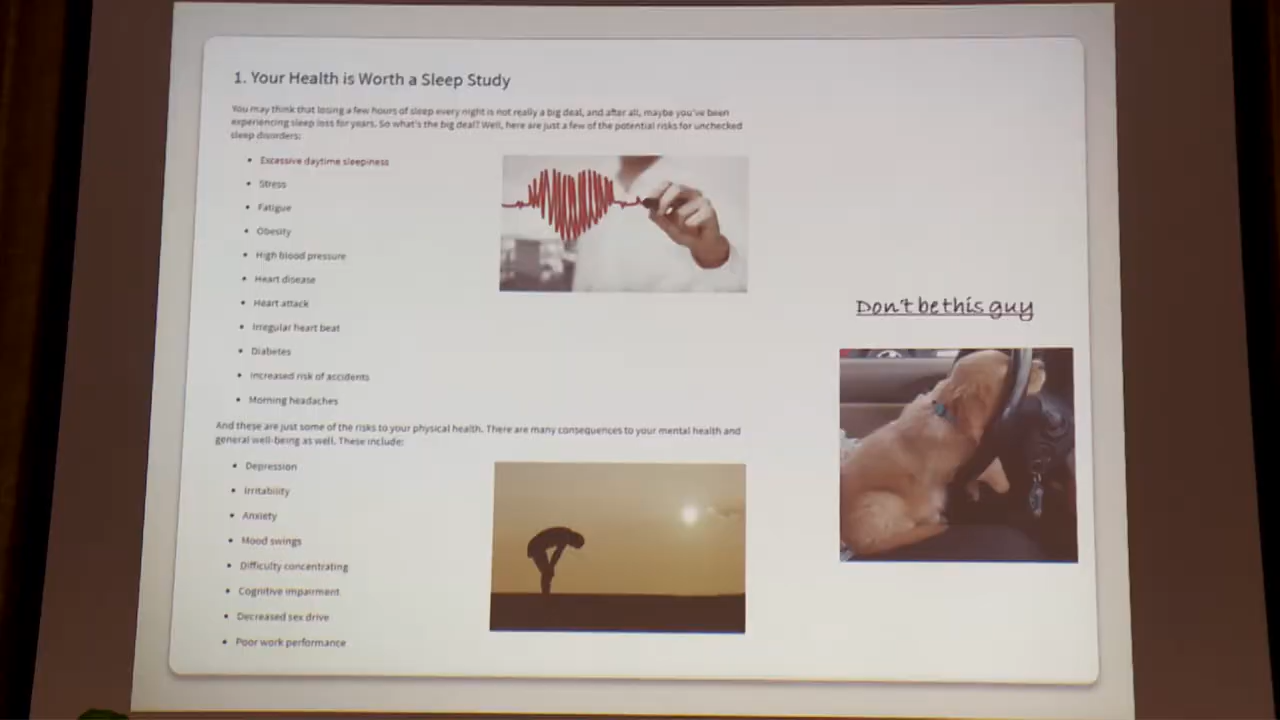 1. Your Health is Worth a Sleep Study
You may think that losing a few hours of sleep every night is not really a big deal, and after all, maybe you've been
experiencing sleep loss for years. So what's the big deal? Well, here are just a few of the potential risks for unchecked
sleep disorders:
• Excessive daytime sleepiness
• Stress
• Fatigue
• Obesity
• High blood pressure
• Heart disease
• Heart attack
• Irregular heart beat
• Diabetes
• Increased risk of accidents
• Morning headaches
And these are just some of the risks to your physical health. There are many consequences to your mental health and
general well-being as well. These include:
• Depression
• Irritability
• Anxiety
• Mood swings
• Difficulty concentrating
• Cognitive impairment
• Decreased sex drive
• Poor work performance
Don't be this guy